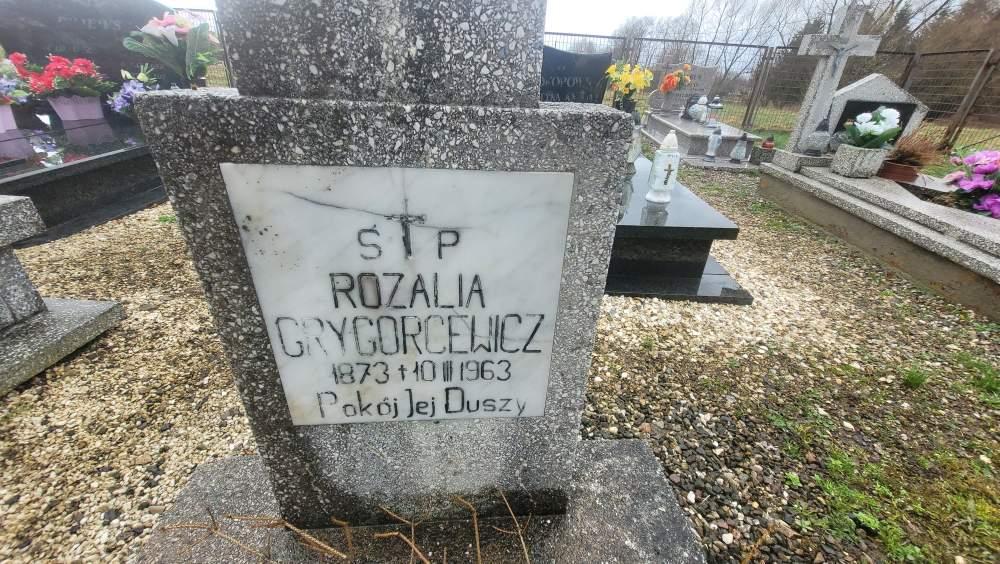 Ś P
ROZALIA
GRYGORCEWICZ
1873 † 10 III 1963
Pokój Jej Duszy